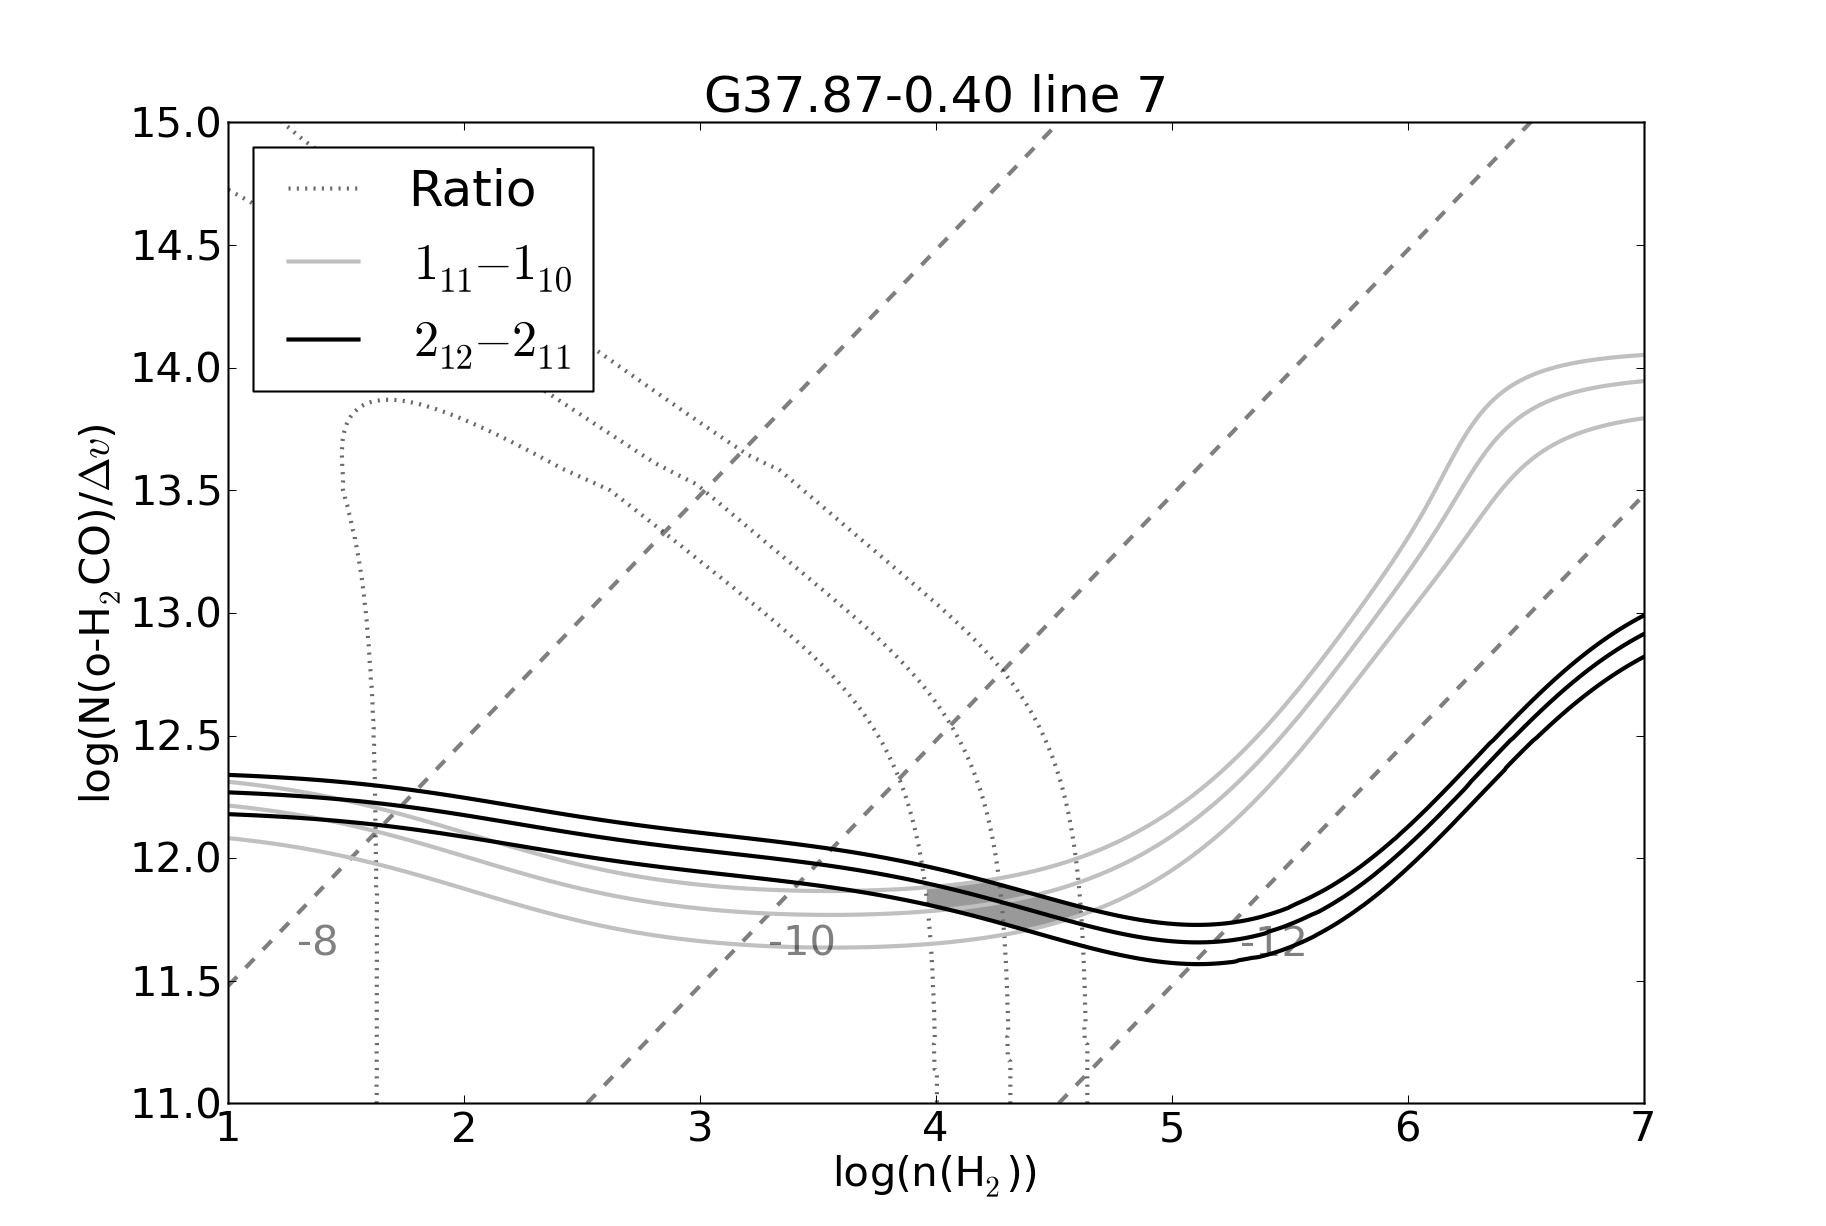 G37.87-0.40 line 7
15.0
14.5
14.0
13.5
13.0
12.5
12.0
11.5
11.0
log(N(o-H₂CO)/Δv)
Ratio
1₁₁−1₁₀
2₁₂−2₁₁
-8
-10
-12
1 2 3 4 5 6 7
log(n(H₂))